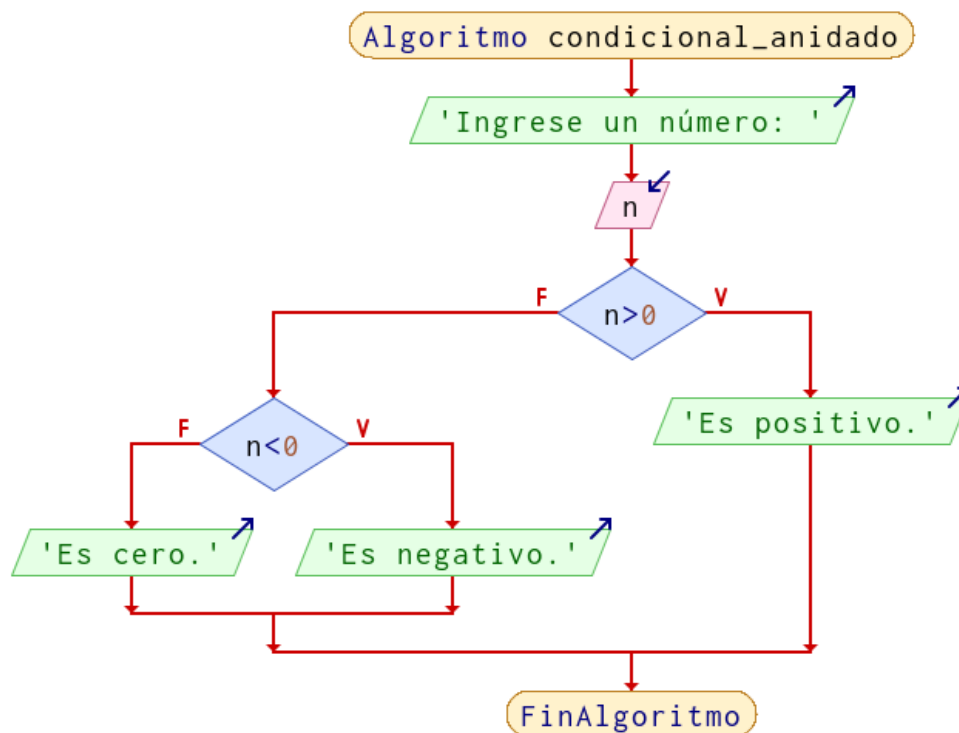 Algoritmo condicional_anidado
'Ingrese un número: '
n
F
V
n>0
'Es positivo.'
F
V
n<0
'Es cero.'
'Es negativo.'
FinAlgoritmo